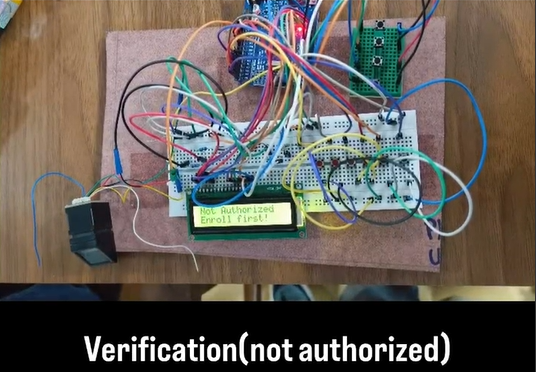 Not Authorized
Enroll first!
Verification(not authorized)